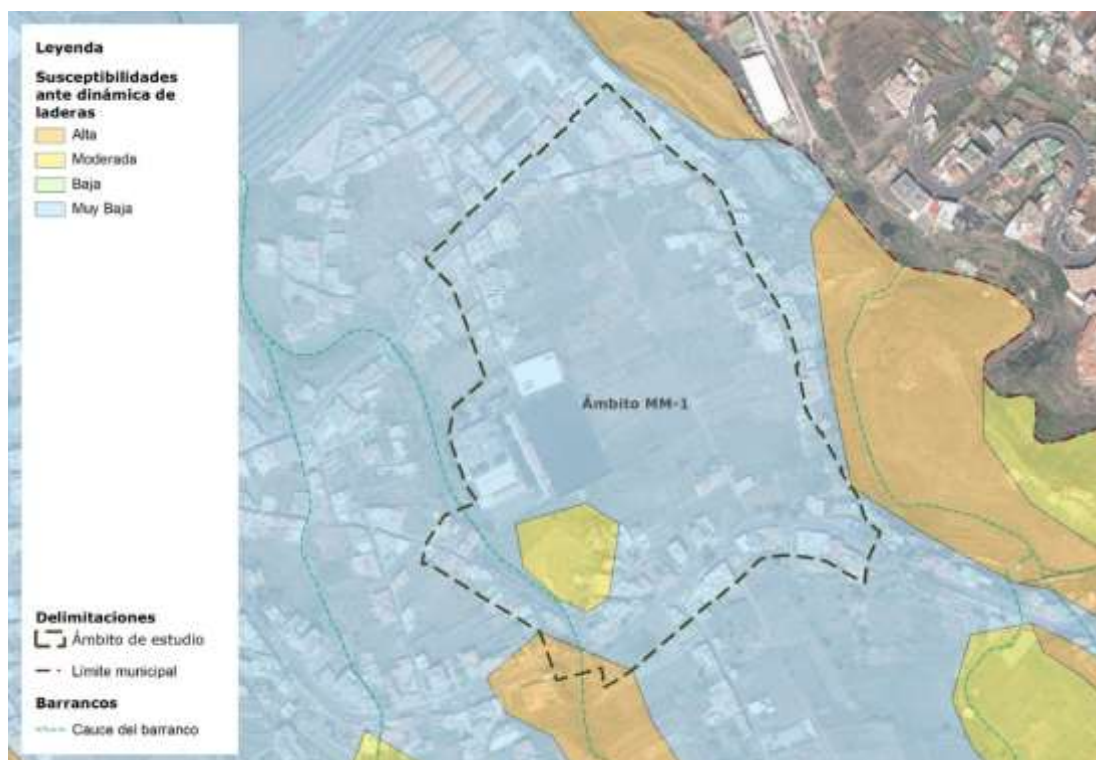 Leyenda
Susceptibilidades
ante dinámica de
laderas
Alta
Moderada
Baja
Muy Baja
Ámbito MM-1
Delimitaciones
Ámbito de estudio
Límite municipal
Barrancos
Cauce del barranco